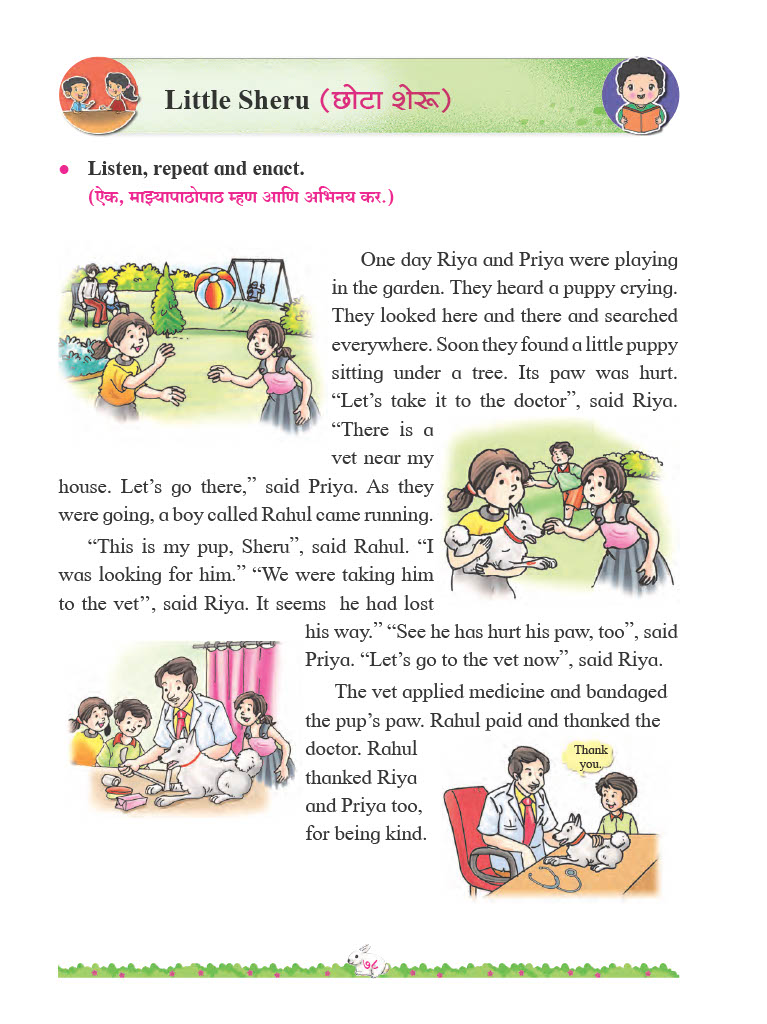 Little Sheru (छोटा शेरू)
● Listen, repeat and enact.
(ऐक, माझ्यापाठोपाठ म्हण आणि अभिनय कर.)
One day Riya and Priya were playing
in the garden. They heard a puppy crying.
They looked here and there and searched
everywhere. Soon they found a little puppy
sitting under a tree. Its paw was hurt.
“Let’s take it to the doctor”, said Riya.
“There is a
vet near my
house. Let’s go there,” said Priya. As they
were going, a boy called Rahul came running.
“This is my pup, Sheru”, said Rahul. “I
was looking for him.” “We were taking him
to the vet”, said Riya. It seems he had lost
his way.” “See he has hurt his paw, too”, said
Priya. “Let’s go to the vet now”, said Riya.
The vet applied medicine and bandaged
the pup’s paw. Rahul paid and thanked the
doctor. Rahul
thanked Riya
and Priya too,
for being kind.
Thank
you.
७८